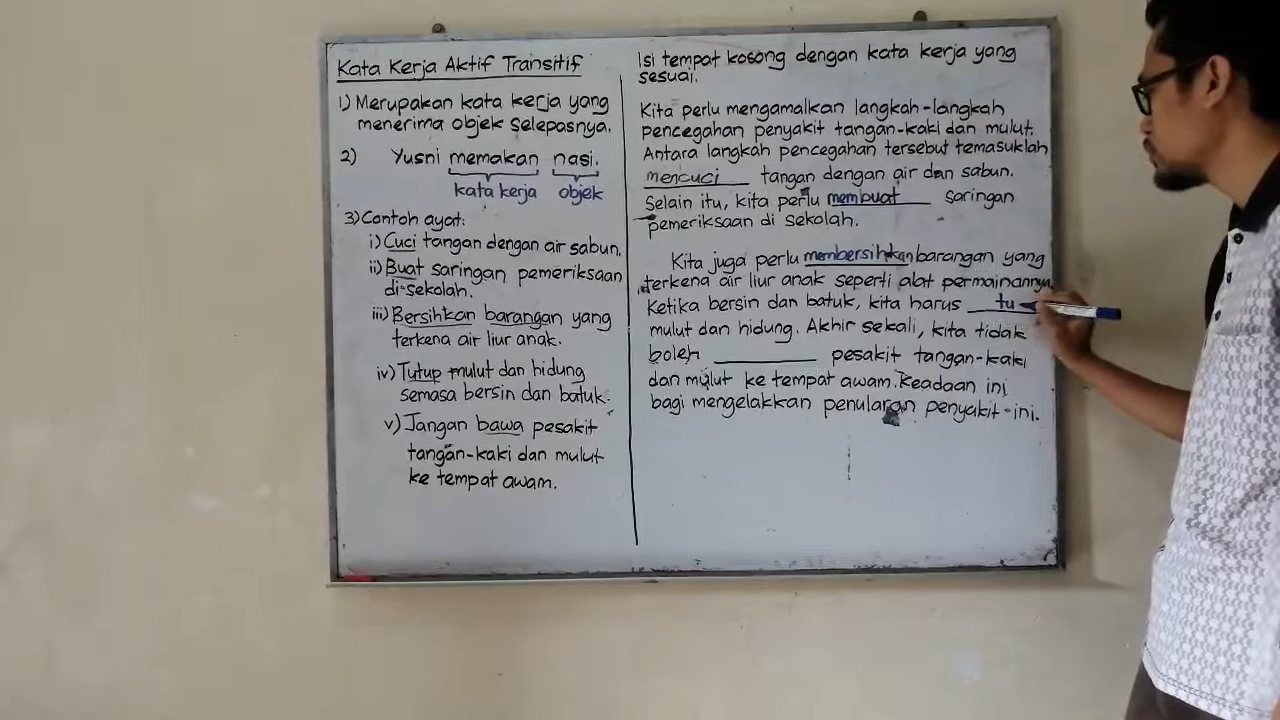 Kata Kerja Aktif Transitif
1) Merupakan kata kerja yang
menerima objek selepasnya.
2) Yusni memakan nasi.
kata kerja objek
3) Contoh ayat:
i) Cuci tangan dengan air sabun.
ii) Buat saringan pemeriksaan
di sekolah.
iii) Bersihkan barangan yang
terkena air liur anak.
iv) Tutup mulut dan hidung
semasa bersin dan batuk.
v) Jangan bawa pesakit
tangan-kaki dan mulut
ke tempat awam.
Isi tempat kosong dengan kata kerja yang
sesuai.
Kita perlu mengamalkan langkah-langkah
pencegahan penyakit tangan-kaki dan mulut.
Antara langkah pencegahan tersebut temasuklah
mencuci tangan dengan air dan sabun.
Selain itu, kita perlu membuat saringan
pemeriksaan di sekolah.
Kita juga perlu membersihkan barangan yang
terkena air liur anak seperti alat permainannya.
Ketika bersin dan batuk, kita harus tu
mulut dan hidung. Akhir sekali, kita tidak
boleh __________ pesakit tangan-kaki
dan mulut ke tempat awam. Keadaan ini
bagi mengelakkan penularan penyakit ini.